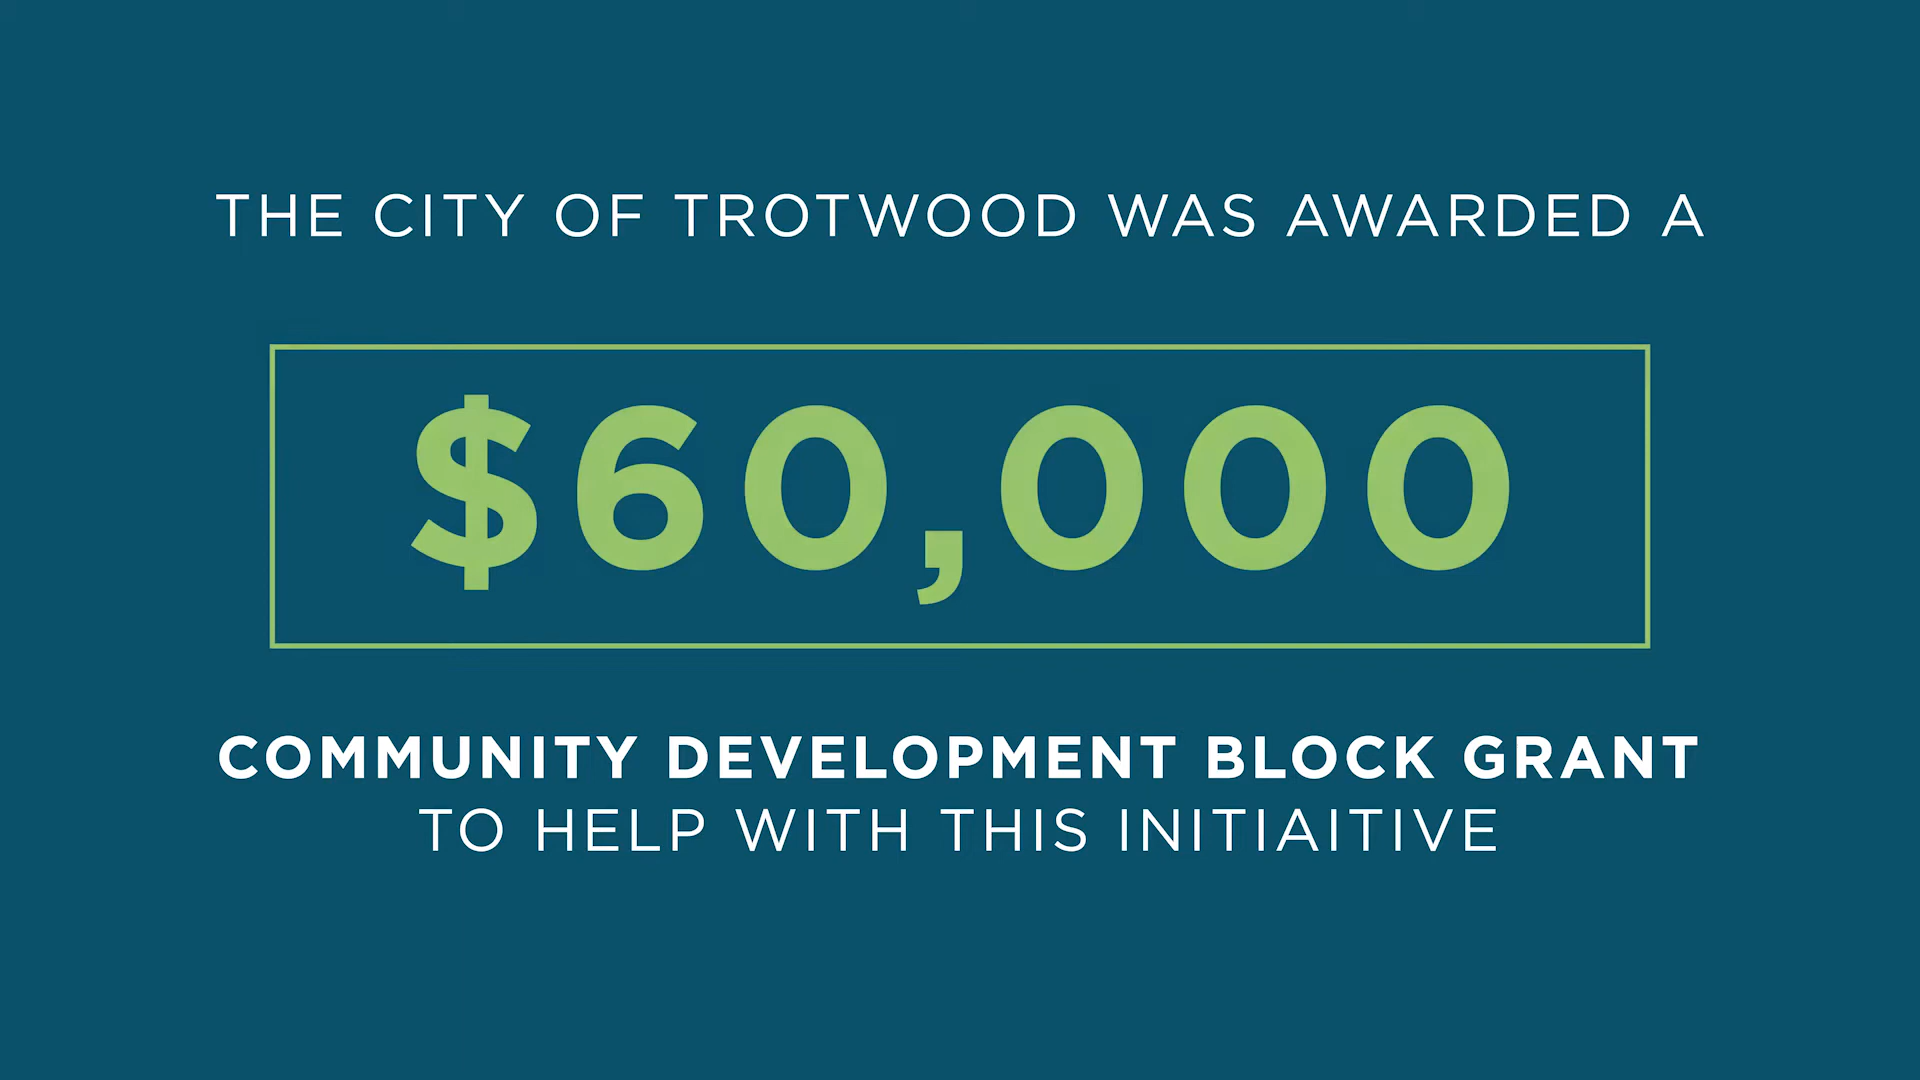 THE CITY OF TROTWOOD WAS AWARDED A
$60,000
COMMUNITY DEVELOPMENT BLOCK GRANT
TO HELP WITH THIS INITIAITIVE